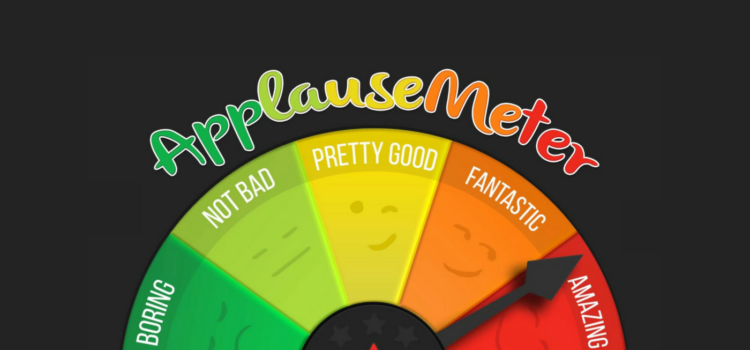 ApplauseMeter
BORING
NOT BAD
PRETTY GOOD
FANTASTIC
AMAZING